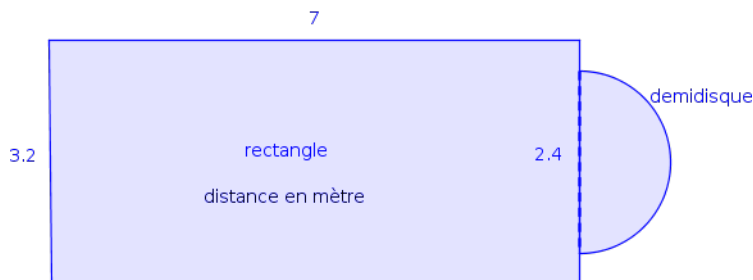 7
demidisque
3.2
rectangle
2.4
distance en mètre